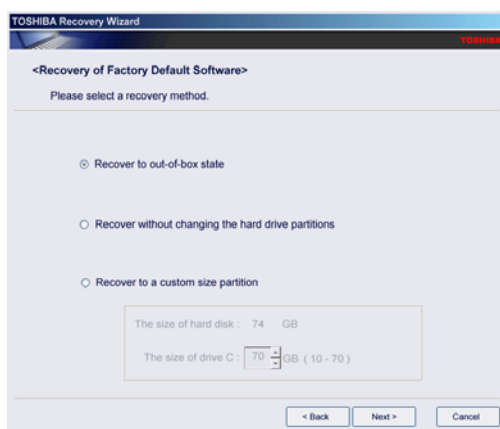 TOSHIBA Recovery Wizard
TOSHIBA
<Recovery of Factory Default Software>
Please select a recovery method.
Recover to out-of-box state
Recover without changing the hard drive partitions
Recover to a custom size partition
The size of hard disk : 74 GB
The size of drive C : 70 GB ( 10 - 70 )
< Back Next > Cancel